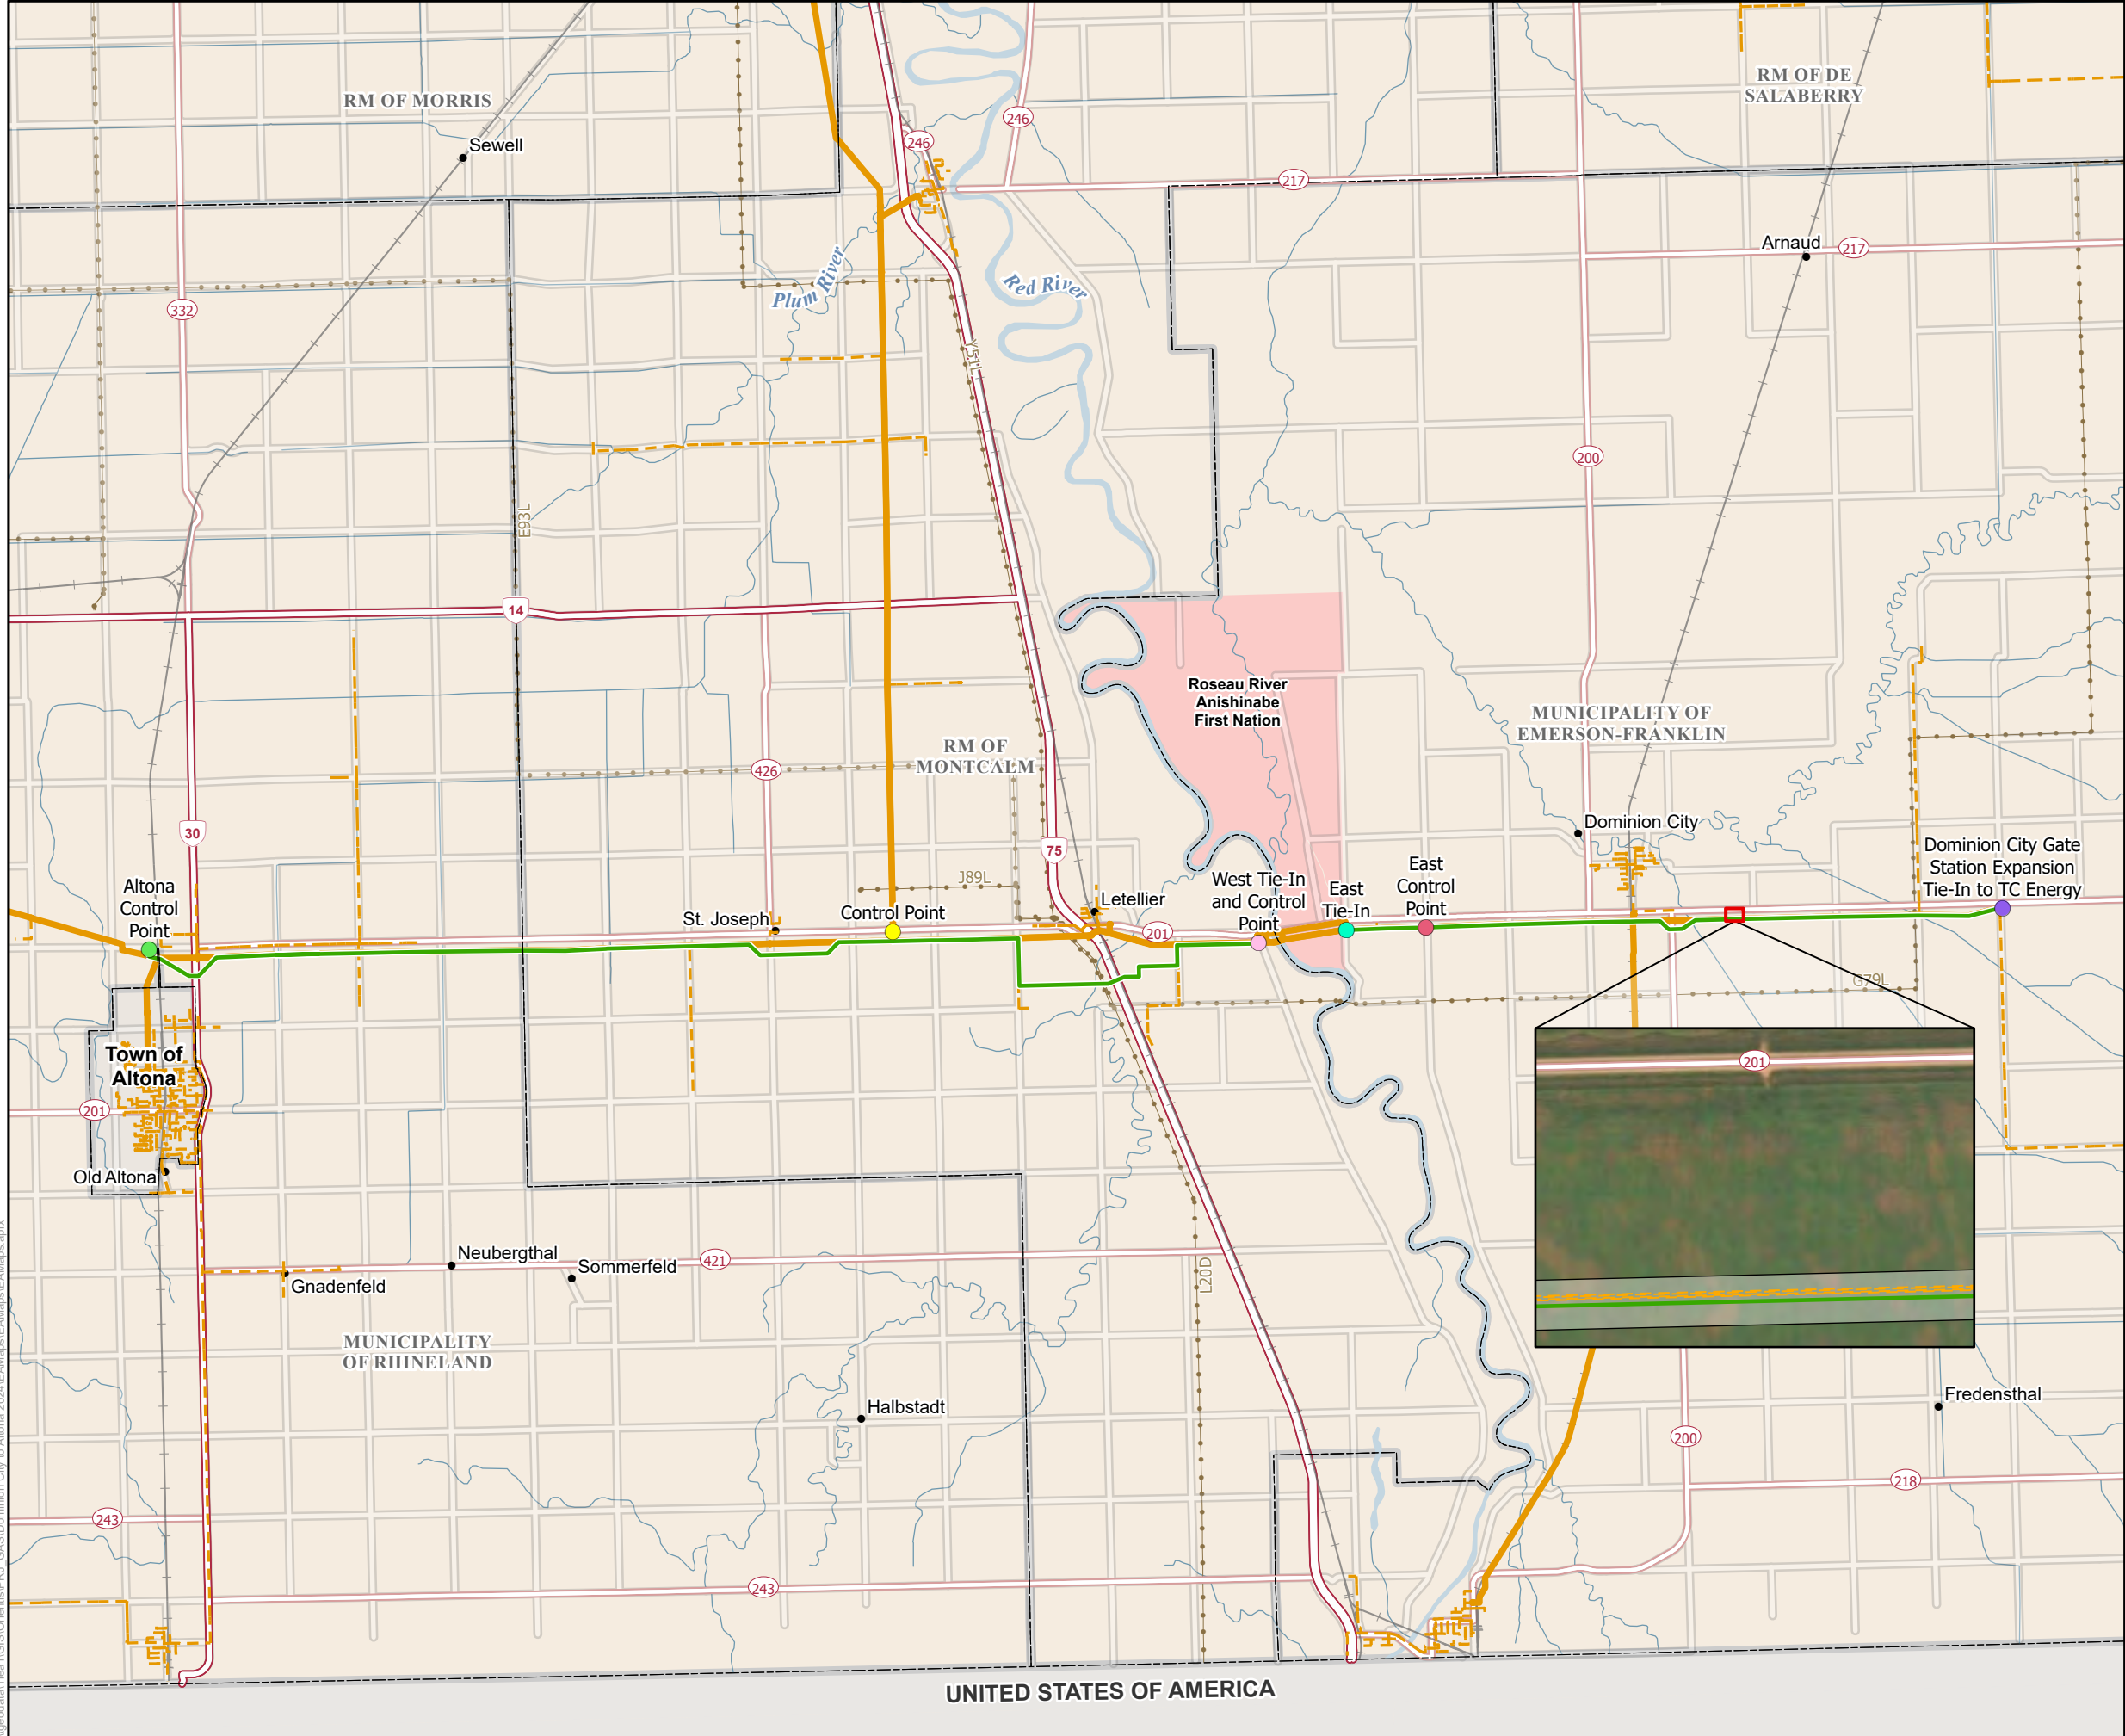 RM OF MORRIS
Sewell
246
246
RM OF DE
SALABERRY
217
Arnaud
217
332
Plum River
Red River
Y51L
200
E93L
14
Roseau River
Anishinabe
First Nation
MUNICIPALITY OF
EMERSON-FRANKLIN
RM OF
MONTCALM
426
30
75
Dominion City
J89L
Altona
Control
Point
St. Joseph
Control Point
Letellier
201
West Tie-In
and Control
Point
East
Tie-In
East
Control
Point
Dominion City Gate
Station Expansion
Tie-In to TC Energy
G79L
Town of
Altona
201
Old Altona
201
Neubergthal
Sommerfeld
421
Gnadenfeld
L20D
MUNICIPALITY
OF RHINELAND
Halbstadt
Fredensthal
200
218
243
243
UNITED STATES OF AMERICA